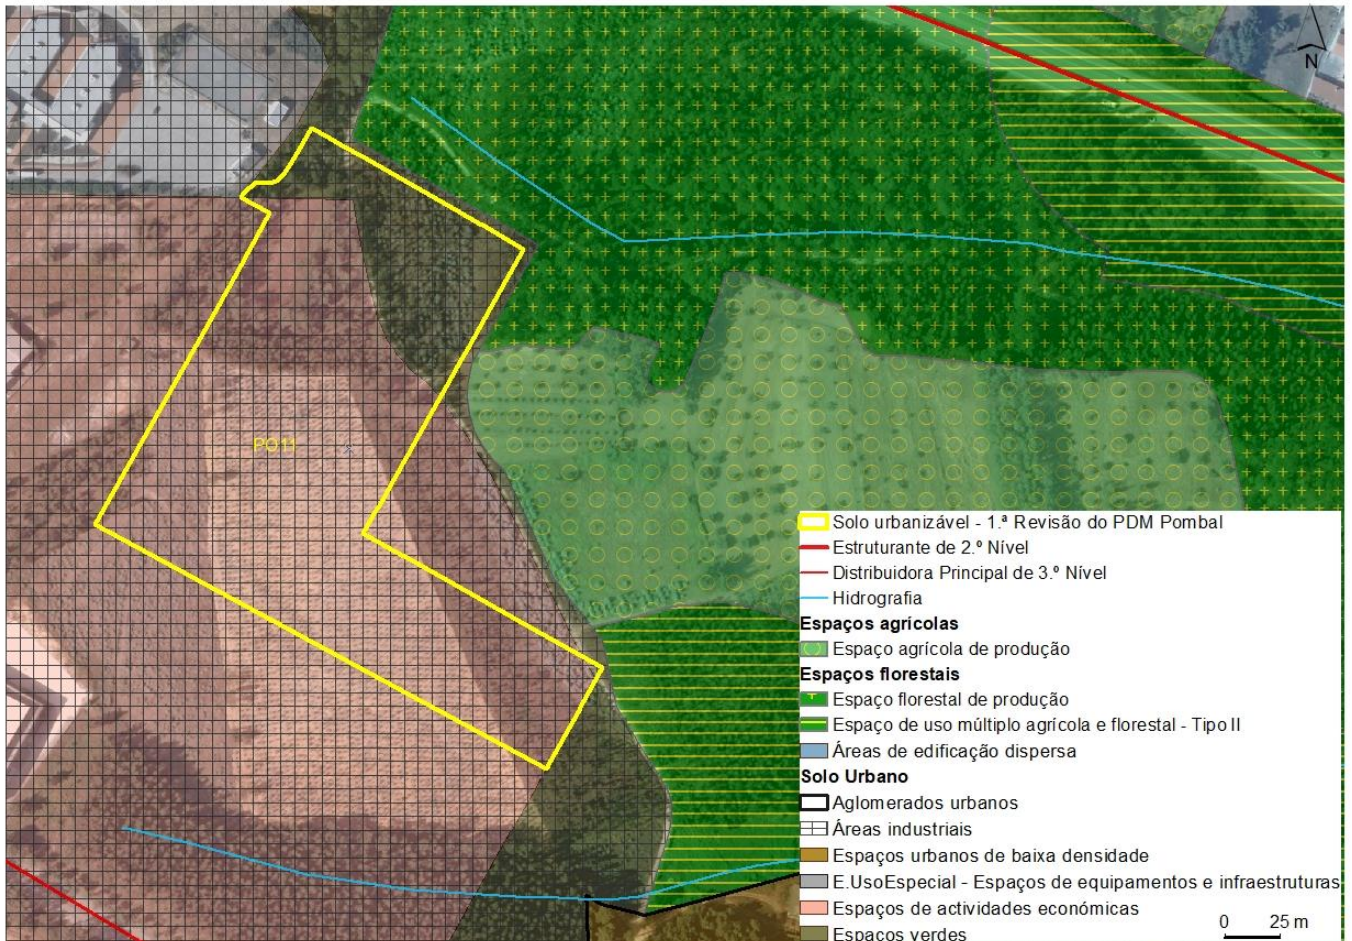 N
PO11
Solo urbanizável - 1.ª Revisão do PDM Pombal
Estruturante de 2.º Nível
Distribuidora Principal de 3.º Nível
Hidrografia
Espaços agrícolas
Espaço agrícola de produção
Espaços florestais
Espaço florestal de produção
Espaço de uso múltiplo agrícola e florestal - Tipo II
Áreas de edificação dispersa
Solo Urbano
Aglomerados urbanos
Áreas industriais
Espaços urbanos de baixa densidade
E.UsoEspecial - Espaços de equipamentos e infraestruturas
Espaços de actividades económicas
Espaços verdes
0 25 m